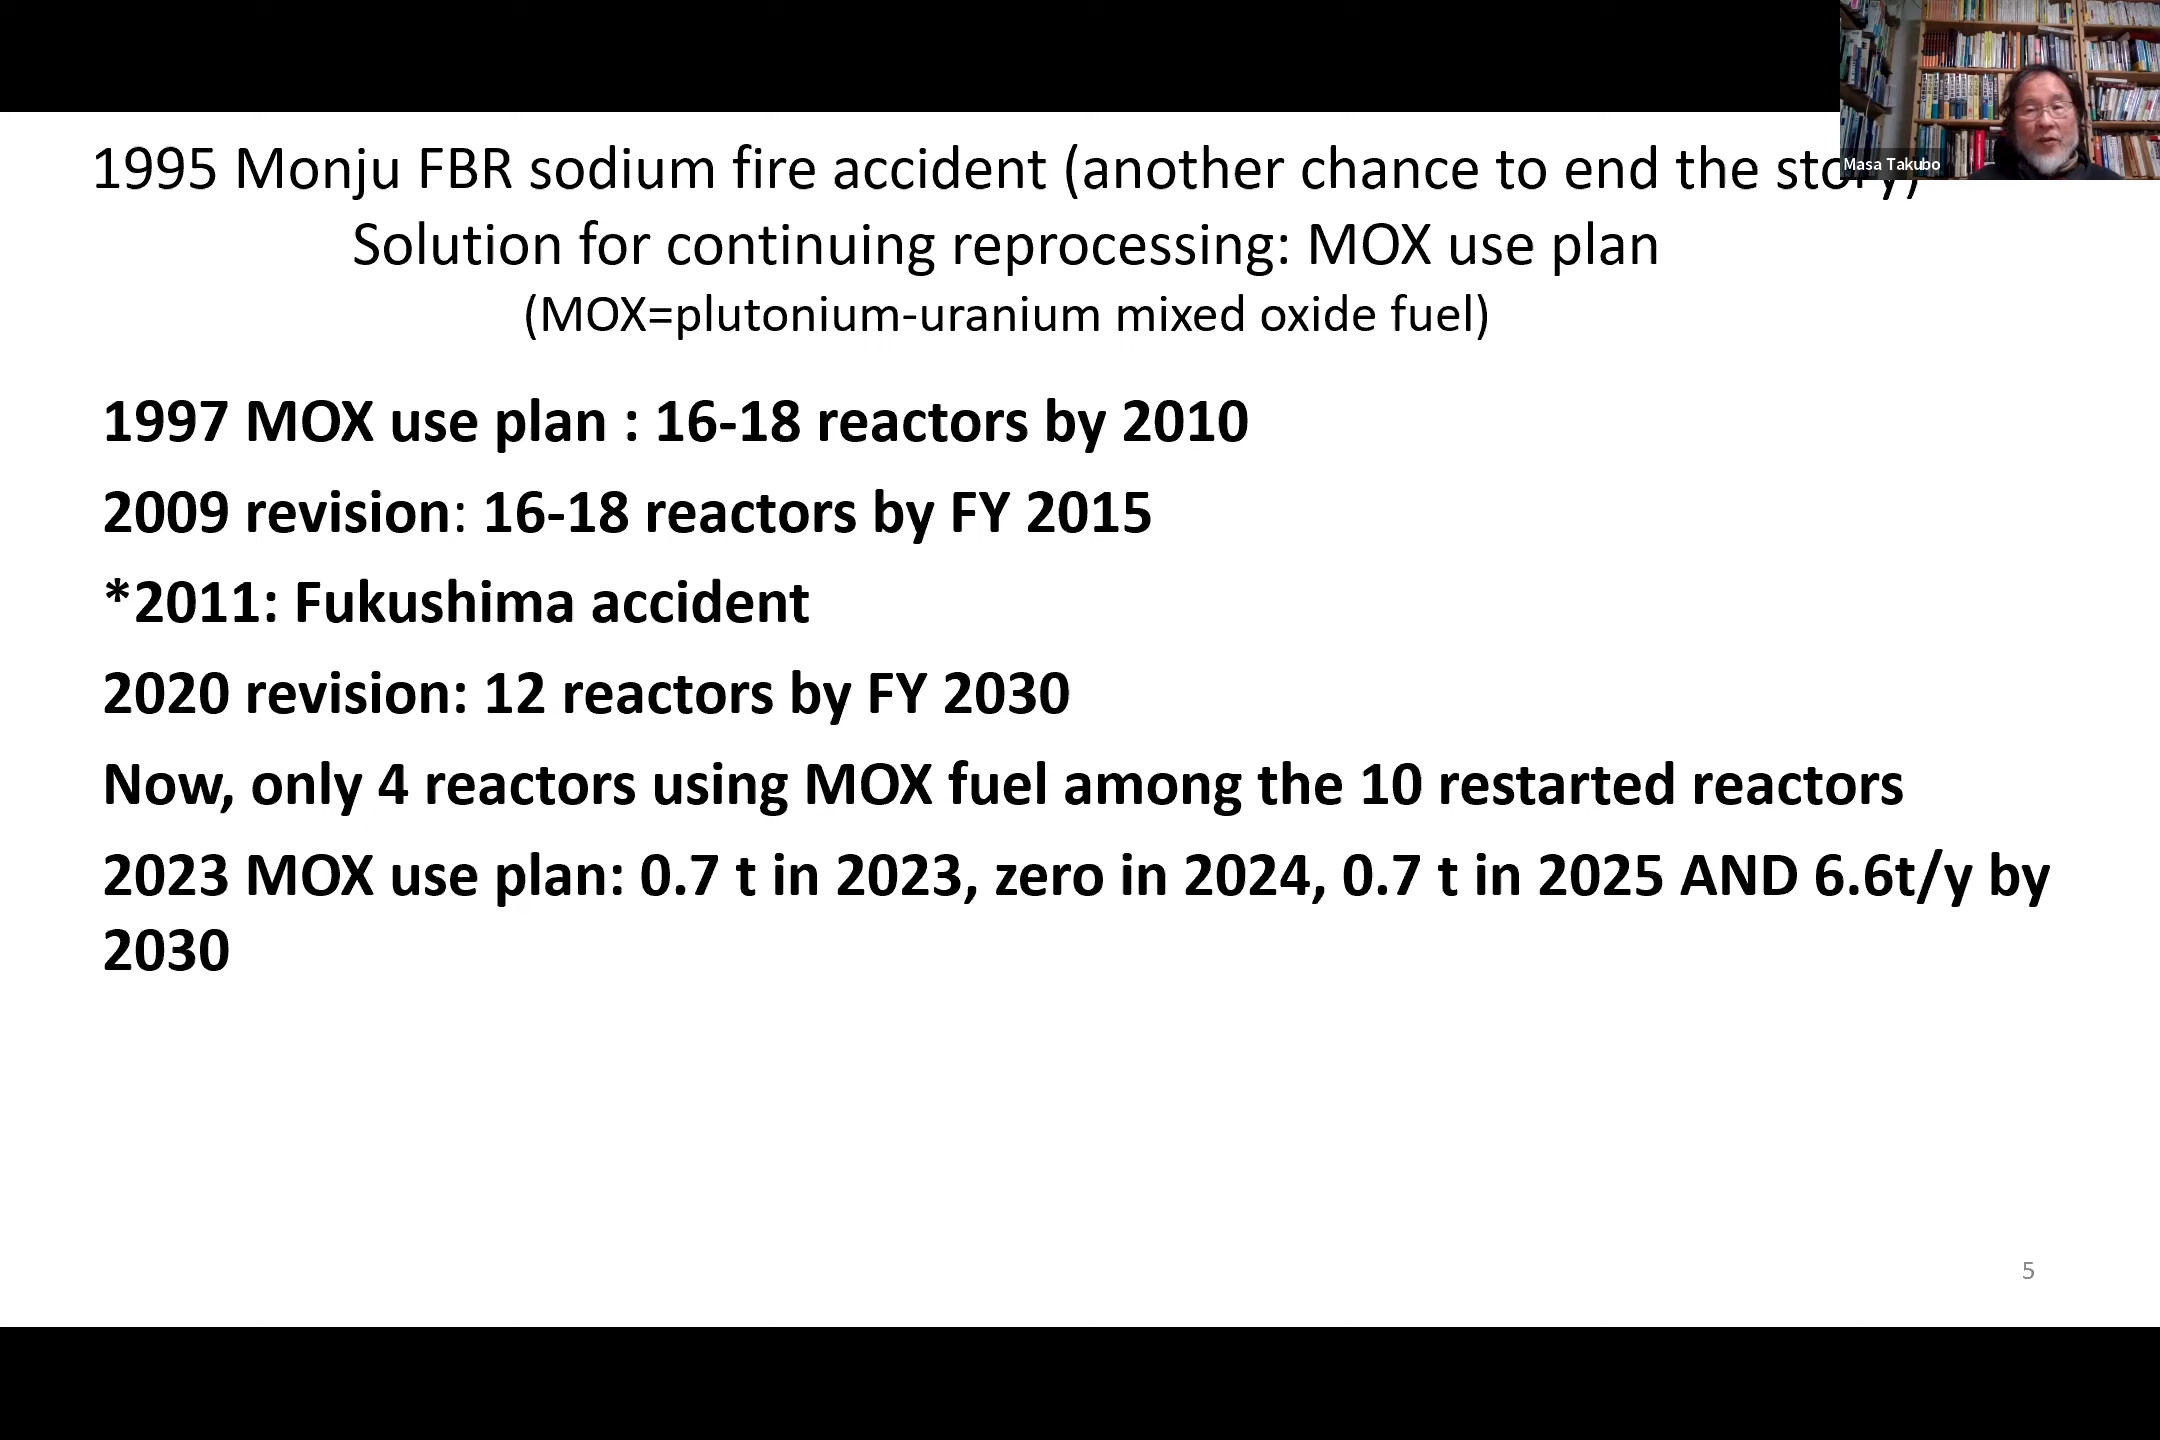 Masa Takubo
1995 Monju FBR sodium fire accident (another chance to end the story)
Solution for continuing reprocessing: MOX use plan
(MOX=plutonium-uranium mixed oxide fuel)
1997 MOX use plan : 16-18 reactors by 2010
2009 revision: 16-18 reactors by FY 2015
*2011: Fukushima accident
2020 revision: 12 reactors by FY 2030
Now, only 4 reactors using MOX fuel among the 10 restarted reactors
2023 MOX use plan: 0.7 t in 2023, zero in 2024, 0.7 t in 2025 AND 6.6t/y by
2030
5